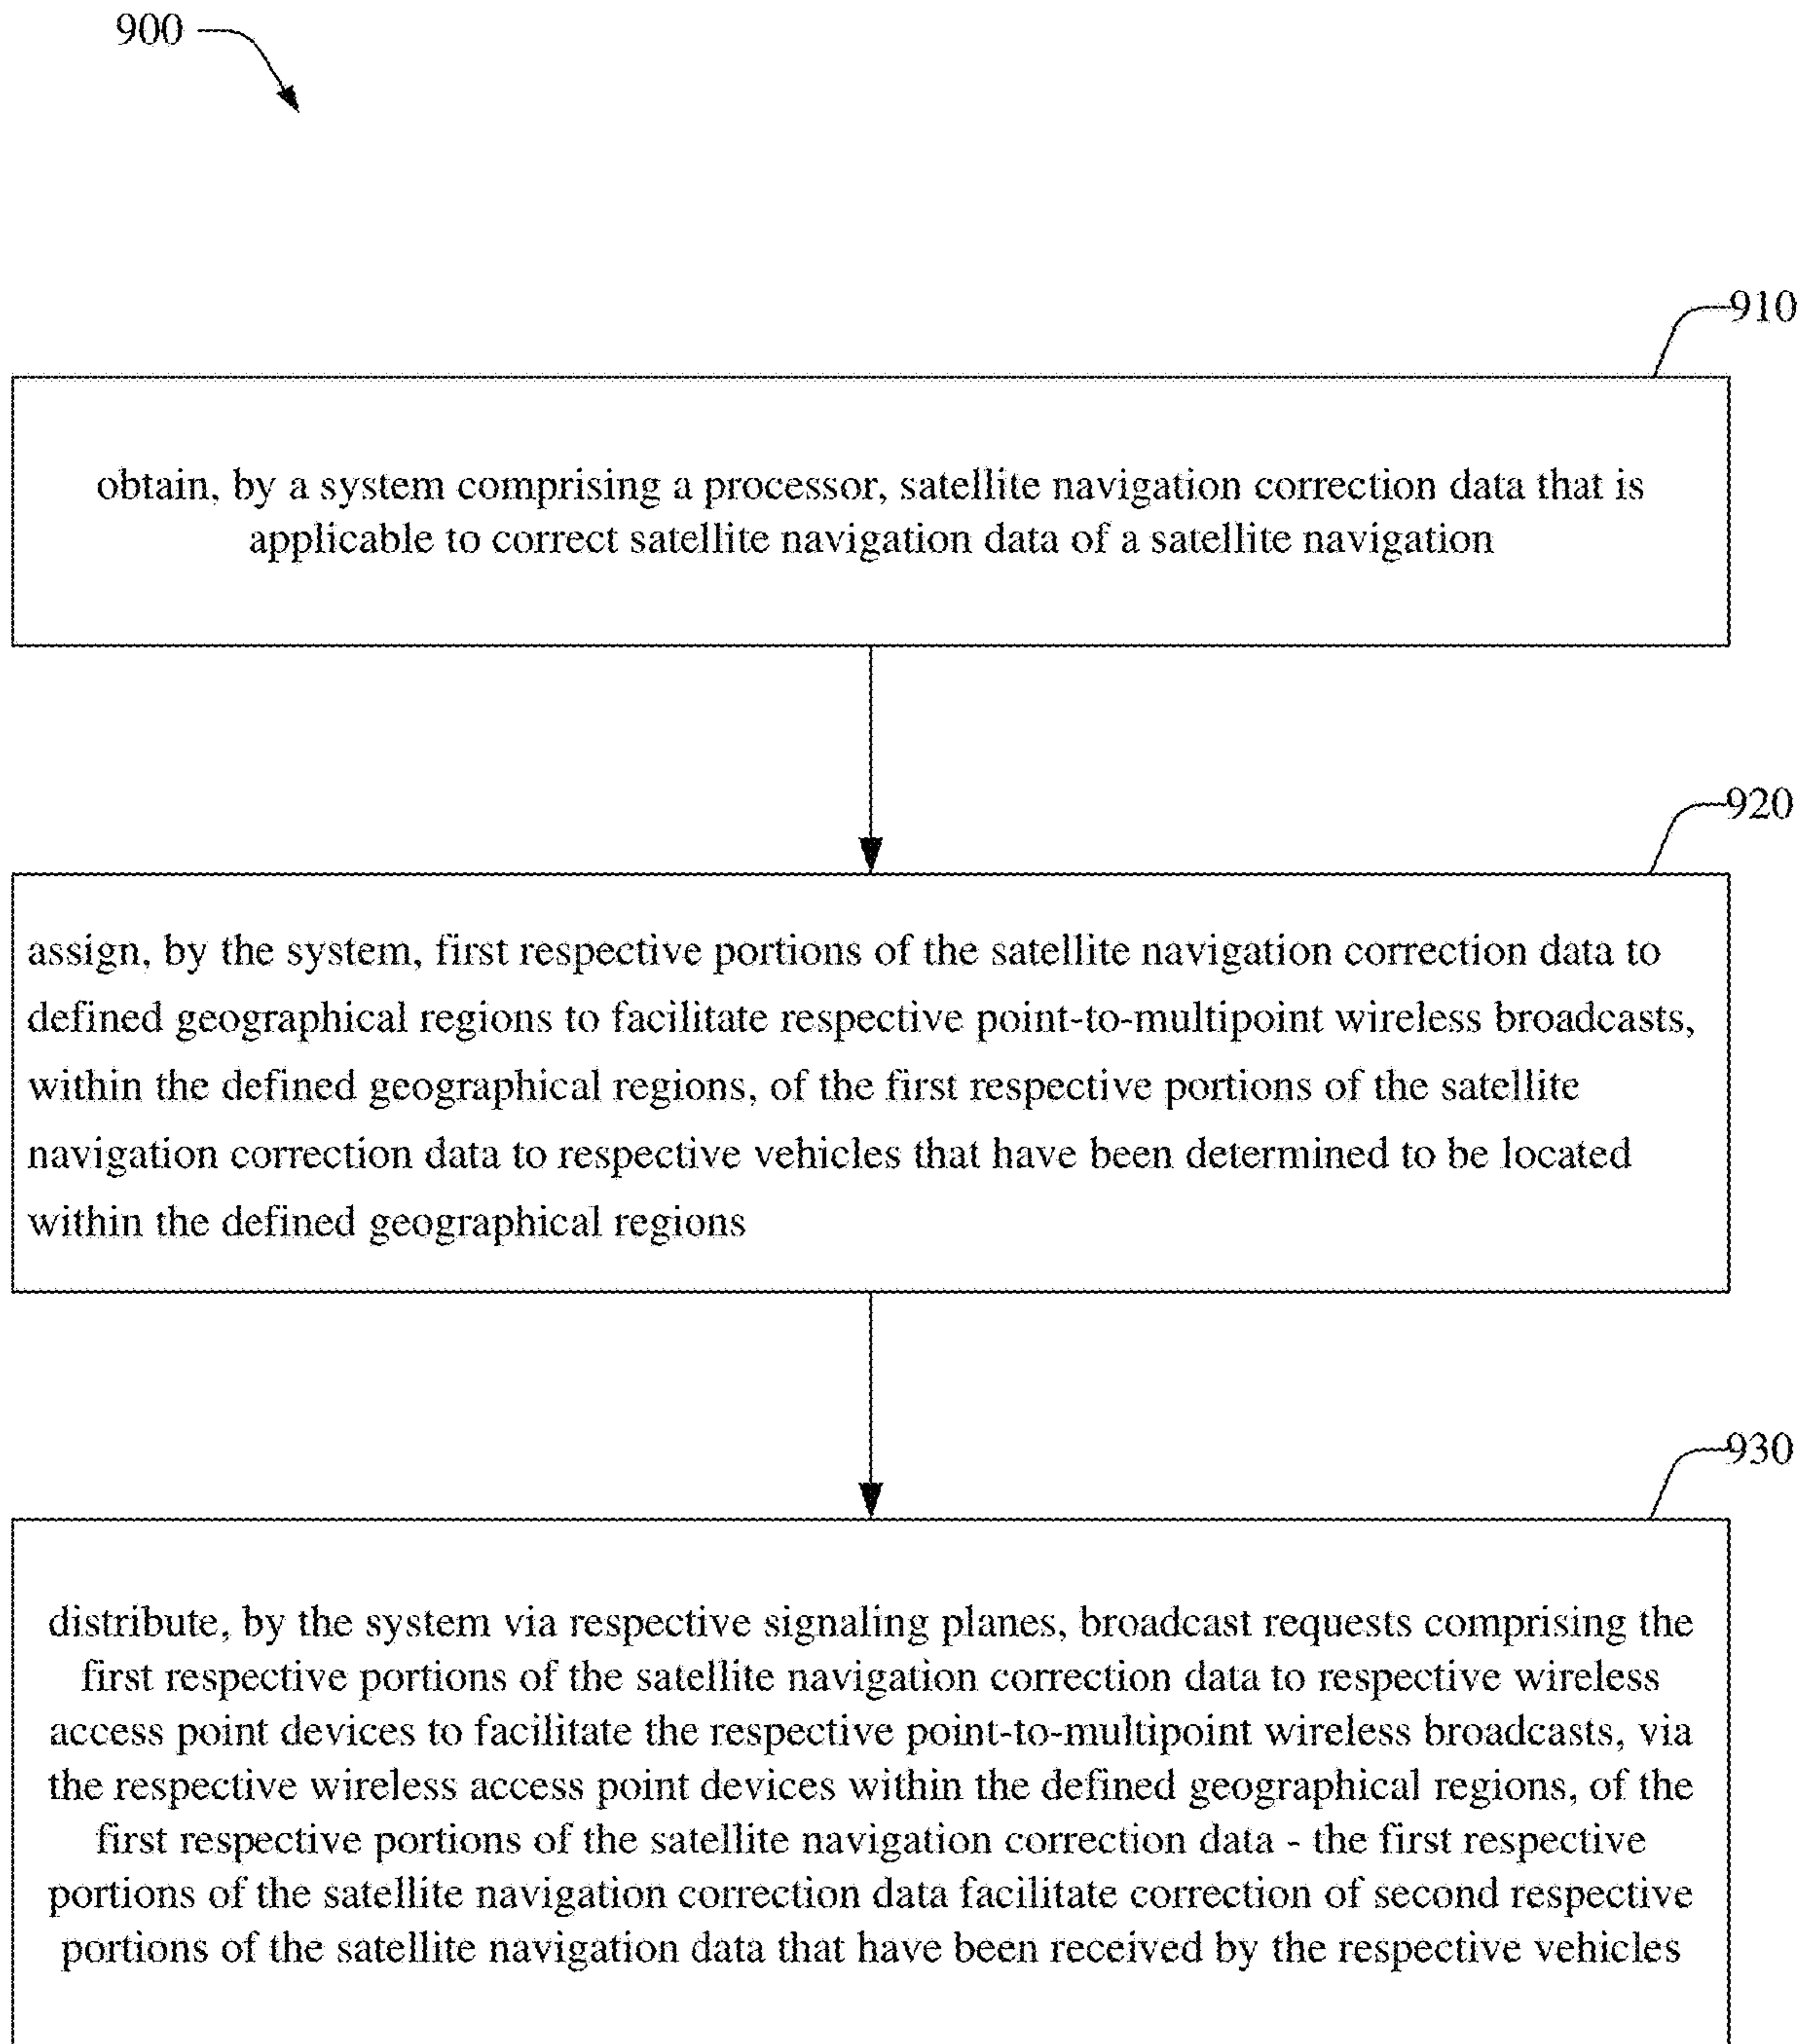 900
910
obtain, by a system comprising a processor, satellite navigation correction data that is
applicable to correct satellite navigation data of a satellite navigation
920
assign, by the system, first respective portions of the satellite navigation correction data to
defined geographical regions to facilitate respective point-to-multipoint wireless broadcasts,
within the defined geographical regions, of the first respective portions of the satellite
navigation correction data to respective vehicles that have been determined to be located
within the defined geographical regions
930
distribute, by the system via respective signaling planes, broadcast requests comprising the
first respective portions of the satellite navigation correction data to respective wireless
access point devices to facilitate the respective point-to-multipoint wireless broadcasts, via
the respective wireless access point devices within the defined geographical regions, of the
first respective portions of the satellite navigation correction data - the first respective
portions of the satellite navigation correction data facilitate correction of second respective
portions of the satellite navigation data that have been received by the respective vehicles